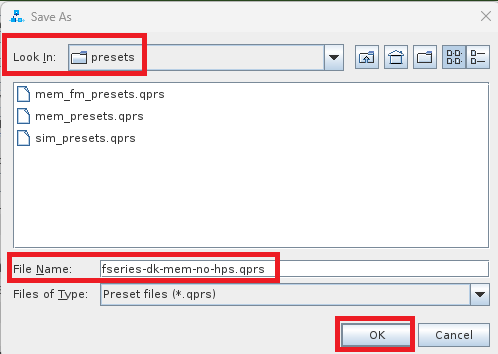 Save As
Look In: presets
mem_fm_presets.qprs
mem_presets.qprs
sim_presets.qprs
File Name: fseries-dk-mem-no-hps.qprs
Files of Type: Preset files (*.qprs)
OK Cancel